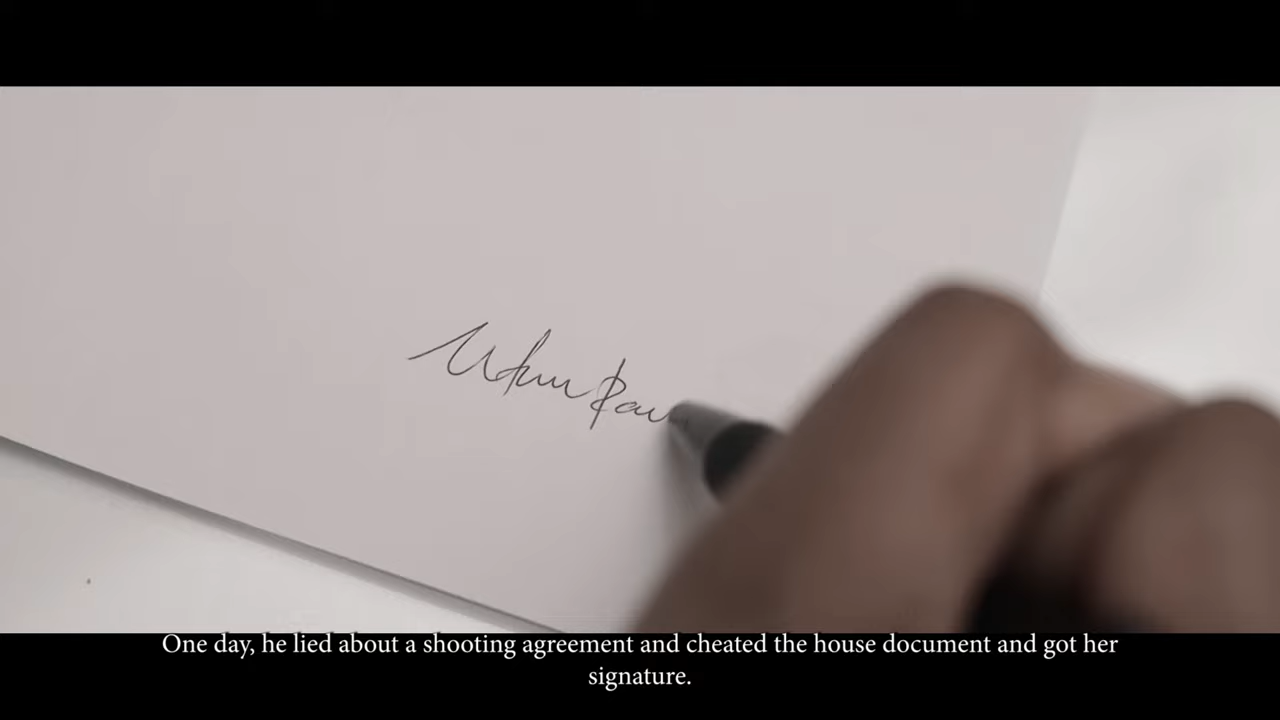 One day, he lied about a shooting agreement and cheated the house document and got her
signature.